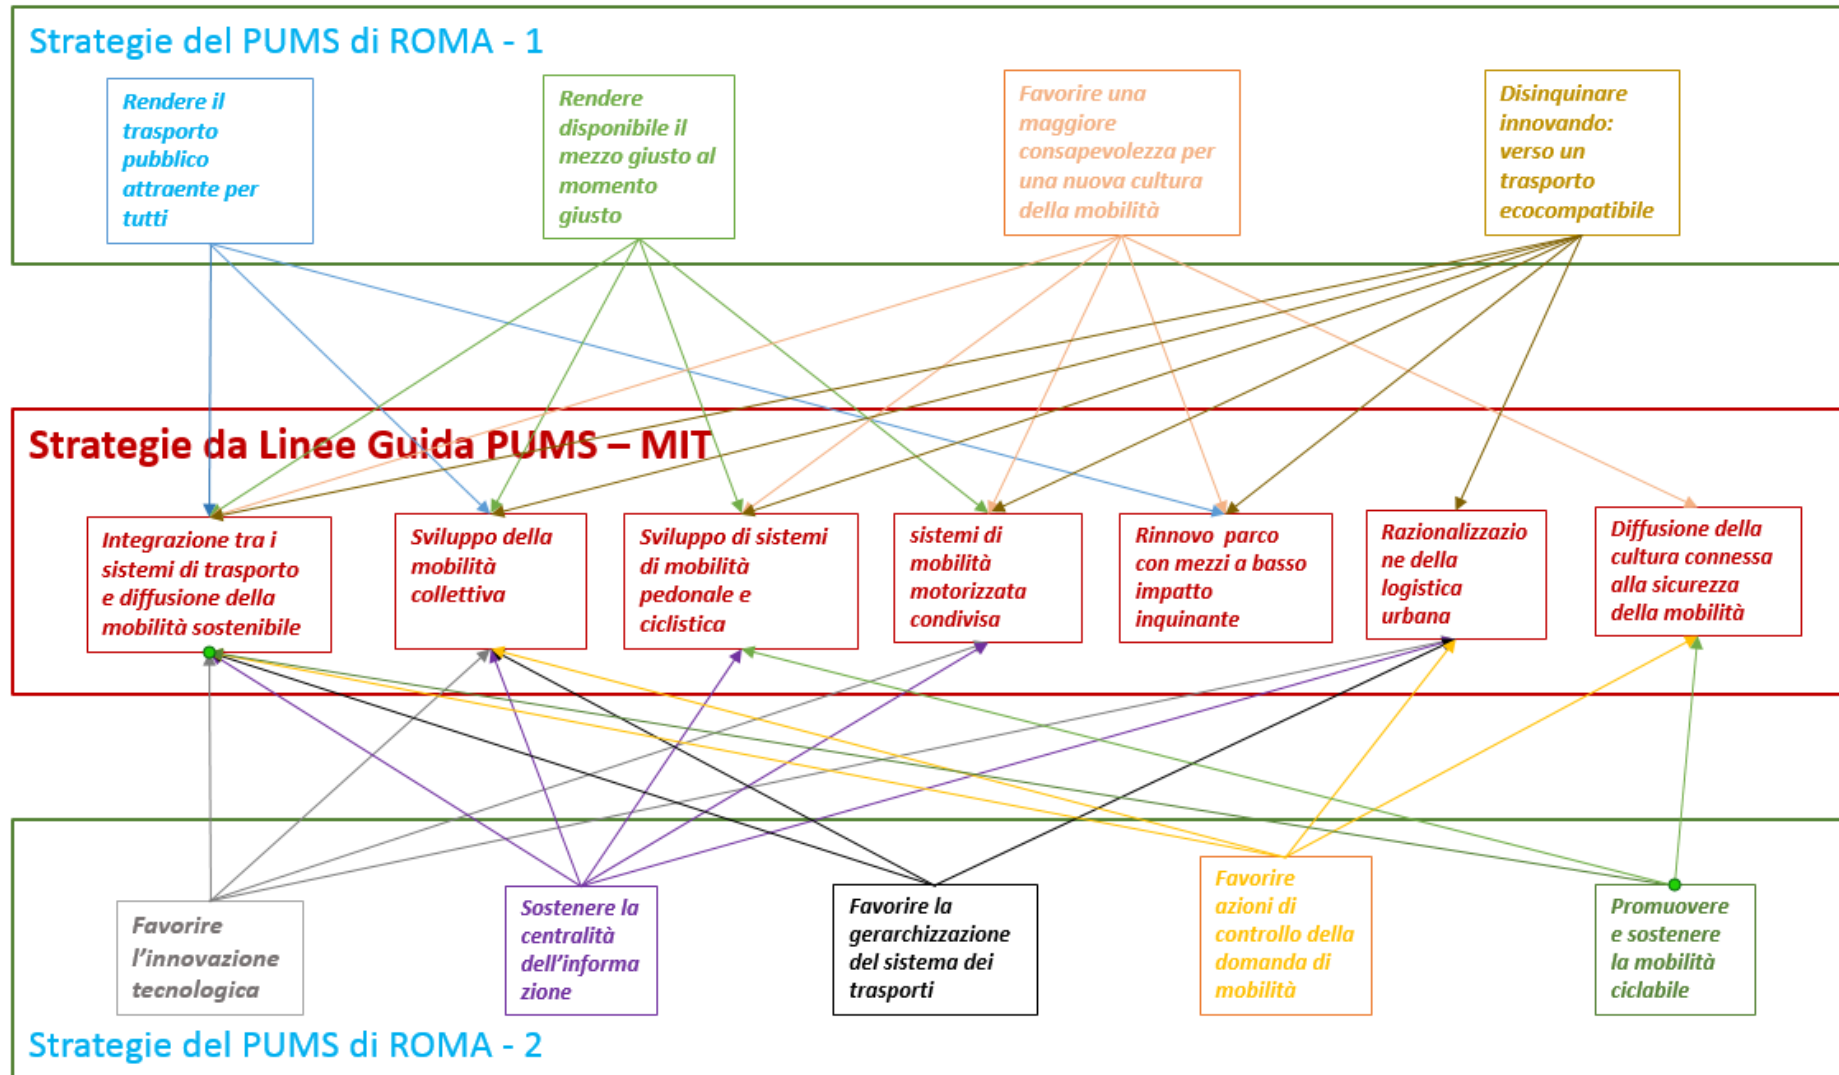 Strategie del PUMS di ROMA - 1
Rendere il
trasporto
pubblico
attraente per
tutti
Rendere
disponibile il
mezzo giusto al
momento
giusto
Favorire una
maggiore
consapevolezza per
una nuova cultura
della mobilità
Disinquinare
innovando:
verso un
trasporto
ecocompatibile
Strategie da Linee Guida PUMS – MIT
Integrazione tra i
sistemi di trasporto
e diffusione della
mobilità sostenibile
Sviluppo della
mobilità
collettiva
Sviluppo di sistemi
di mobilità
pedonale e
ciclistica
sistemi di
mobilità
motorizzata
condivisa
Rinnovo parco
con mezzi a basso
impatto
inquinante
Razionalizzazio
ne della
logistica
urbana
Diffusione della
cultura connessa
alla sicurezza
della mobilità
Favorire
l'innovazione
tecnologica
Sostenere la
centralità
dell'informa
zione
Favorire la
gerarchizzazione
del sistema dei
trasporti
Favorire
azioni di
controllo della
domanda di
mobilità
Promuovere
e sostenere
la mobilità
ciclabile
Strategie del PUMS di ROMA - 2